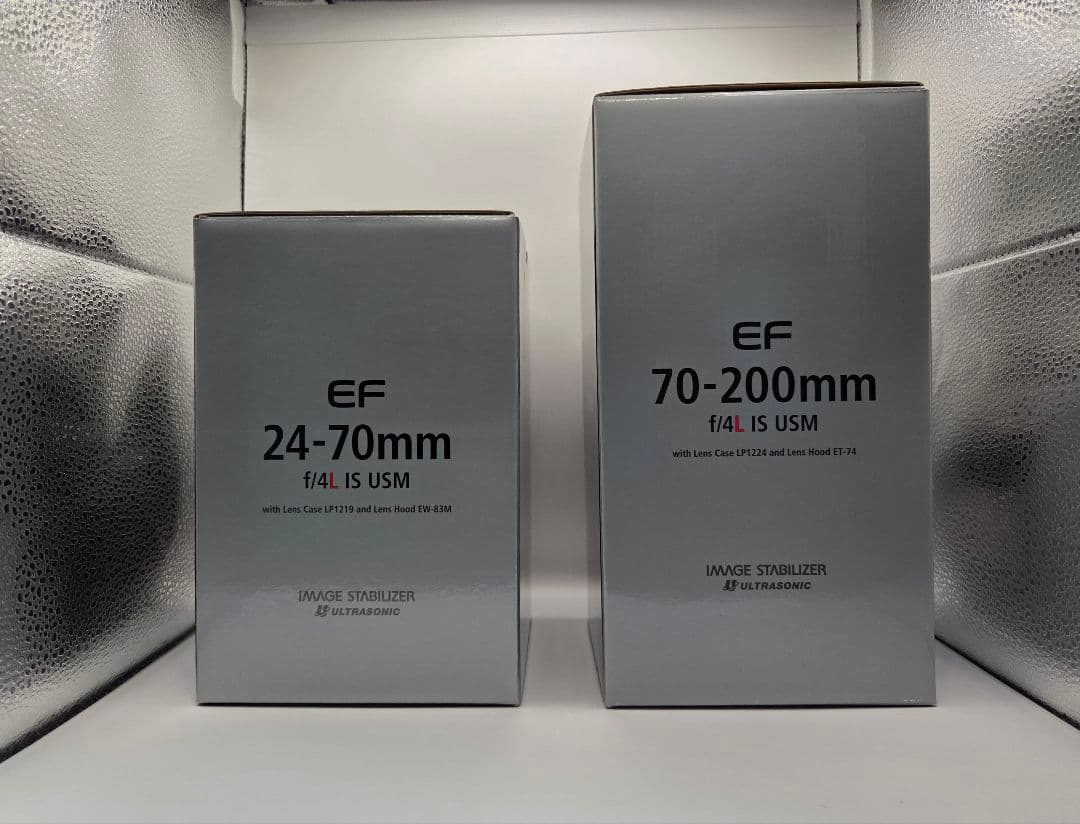 EF
24-70mm
f/4L IS USM
with Lens Case LP1219 and Lens Hood EW-83M
IMAGE STABILIZER
ULTRASONIC
EF
70-200mm
f/4L IS USM
with Lens Case LP1224 and Lens Hood ET-74
IMAGE STABILIZER
ULTRASONIC